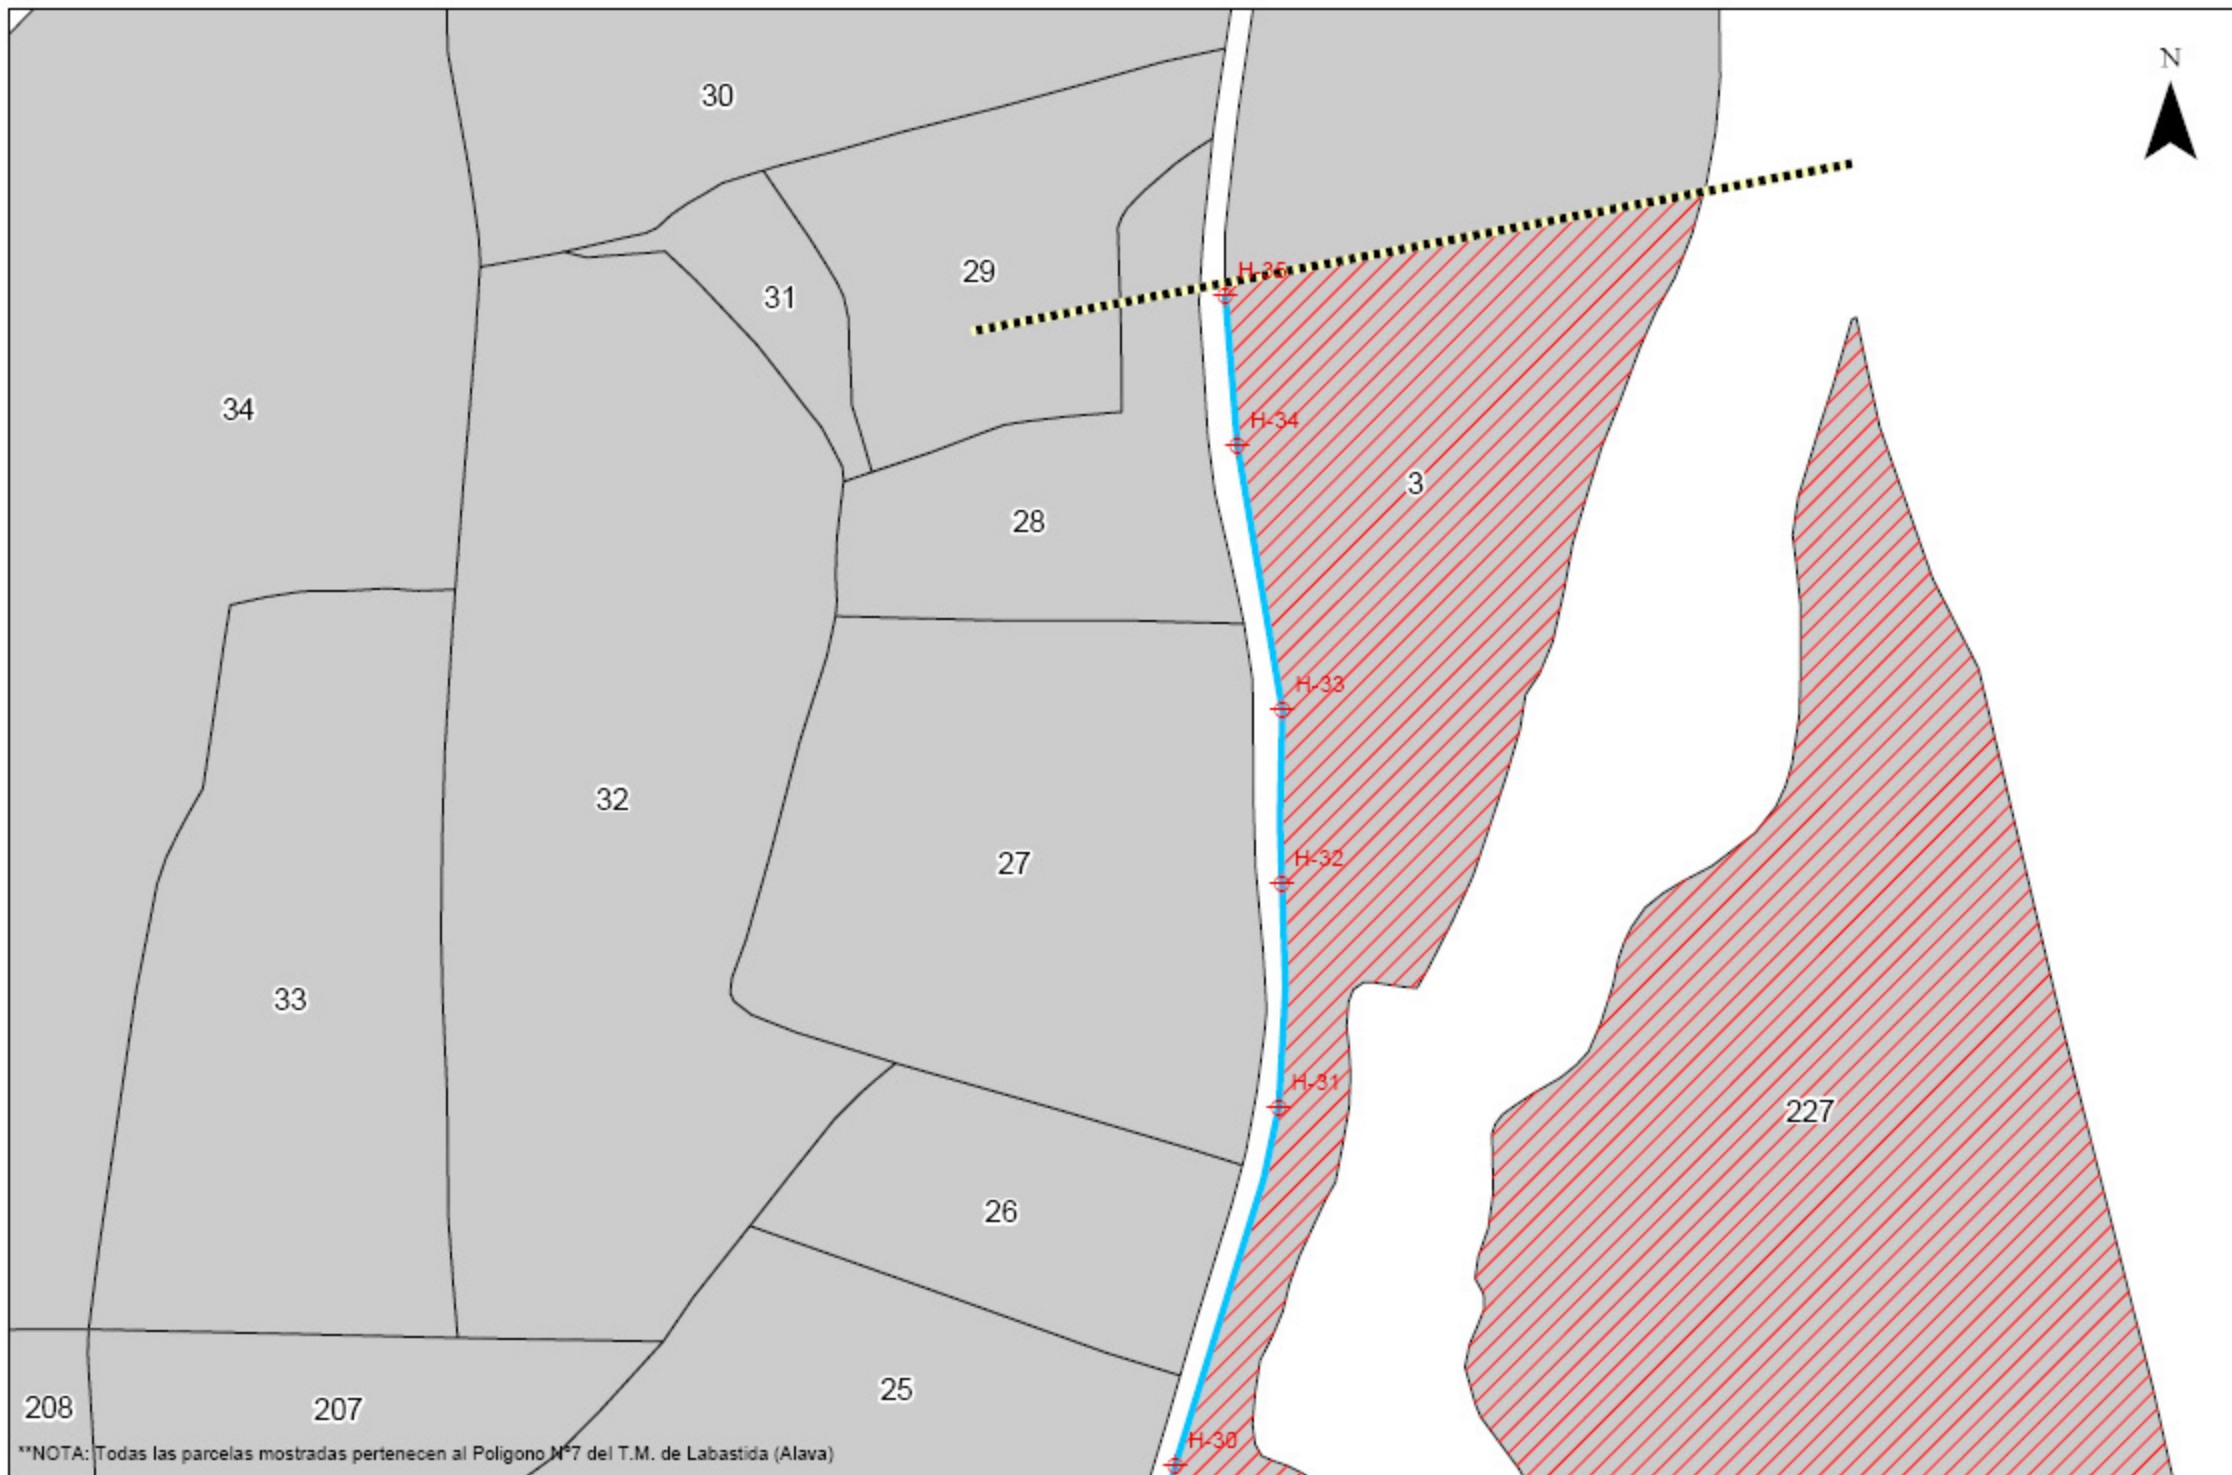 N
30
H-35
29
31
34
H-34
3
28
H-33
32
H-32
27
33
H-31
227
26
25
208
207
H-30
**NOTA: Todas las parcelas mostradas pertenecen al Poligono Nº7 del T.M. de Labastida (Alava)